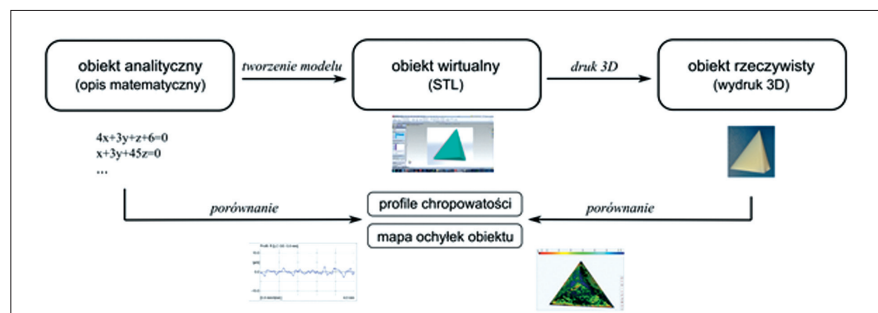 obiekt analityczny
(opis matematyczny)
tworzenie modelu
obiekt wirtualny
(STL)
druk 3D
obiekt rzeczywisty
(wydruk 3D)
4x+3y+z+6=0
x+3y+45z=0
...
porównanie
profile chropowatości
porównanie
mapa ochyłek obiektu